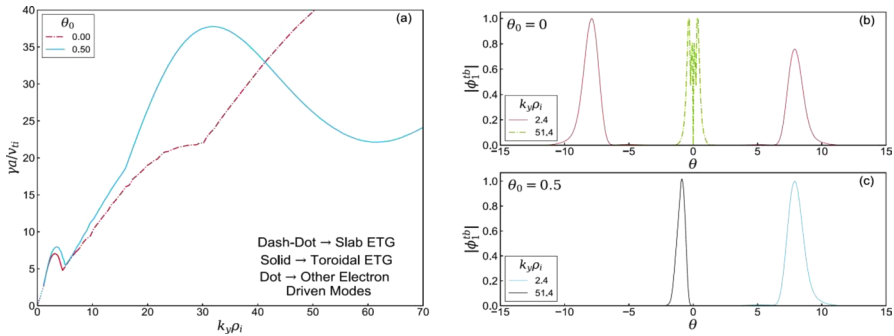 (a)
θ₀
0.00
0.50
γa/vₜᵢ
40
35
30
25
20
15
10
5
0
Dash-Dot → Slab ETG
Solid → Toroidal ETG
Dot → Other Electron
Driven Modes
0 10 20 30 40 50 60 70
k_yρ_i
(b)
θ₀ = 0
|ϕ₁ᵗᵇ|
1.0
0.8
0.6
0.4
0.2
0.0
k_yρ_i
2.4
51.4
−15 −10 −5 0 5 10 15
θ
(c)
θ₀ = 0.5
|ϕ₁ᵗᵇ|
1.0
0.8
0.6
0.4
0.2
0.0
k_yρ_i
2.4
51.4
−15 −10 −5 0 5 10 15
θ